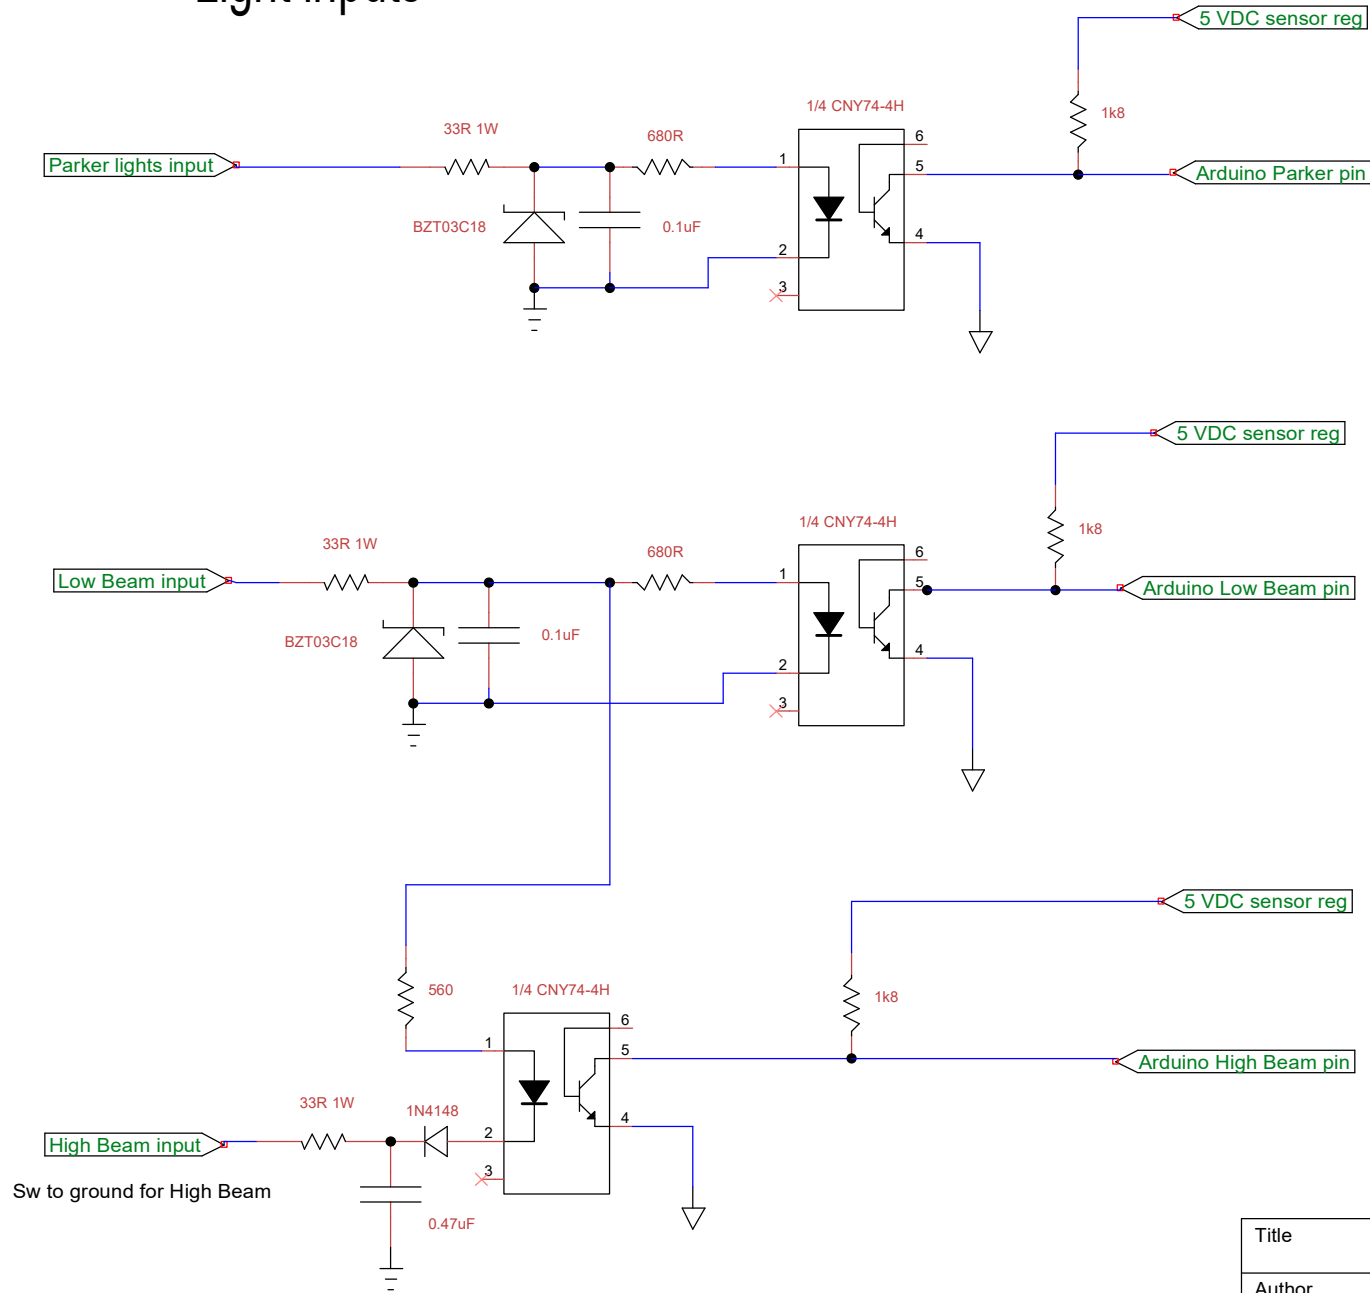 Light Inputs
5 VDC sensor reg
1/4 CNY74-4H
33R 1W
680R
1k8
6
Parker lights input
1
5
Arduino Parker pin
BZT03C18
0.1uF
4
2
3
5 VDC sensor reg
1/4 CNY74-4H
33R 1W
680R
1k8
6
Low Beam input
1
5
Arduino Low Beam pin
BZT03C18
0.1uF
4
2
3
5 VDC sensor reg
560
1/4 CNY74-4H
1k8
6
1
5
Arduino High Beam pin
33R 1W
1N4148
4
High Beam input
2
3
Sw to ground for High Beam
0.47uF
Title
Author